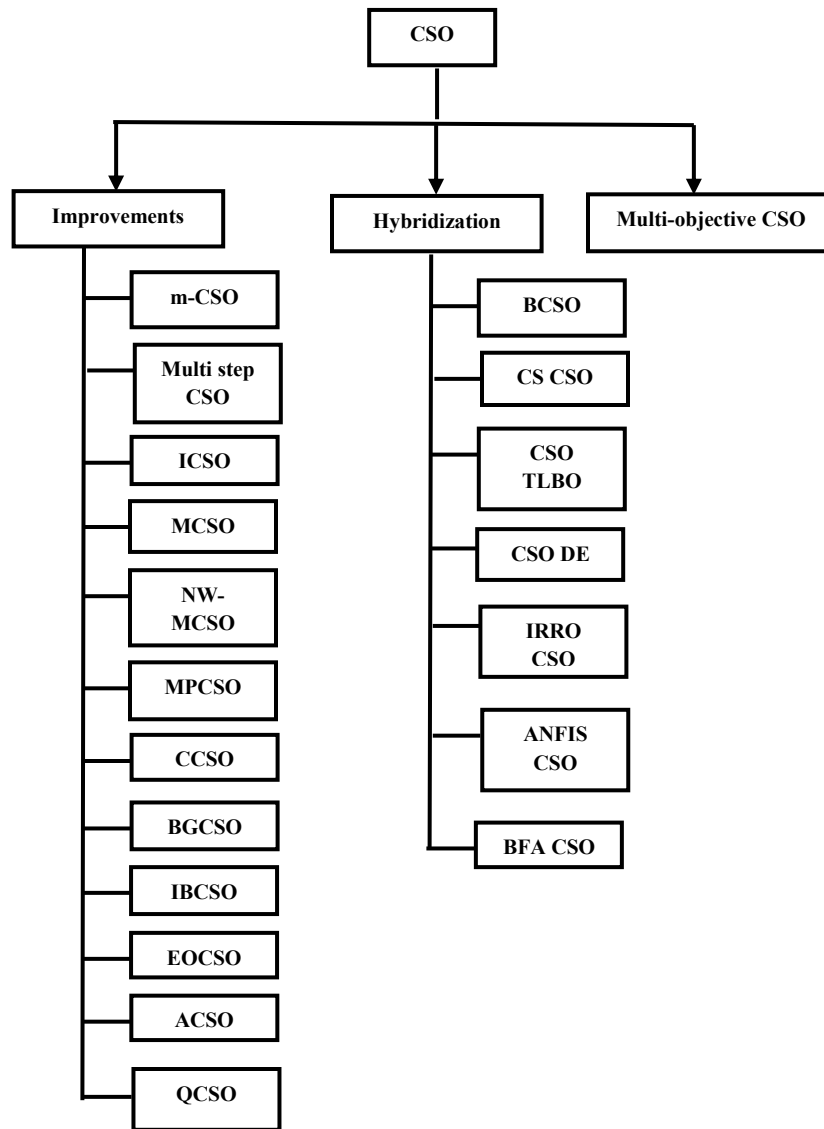 CSO
Improvements
Hybridization
Multi-objective CSO
m-CSO
Multi step
CSO
ICSO
MCSO
NW-
MCSO
MPCSO
CCSO
BGCSO
IBCSO
EOCSO
ACSO
QCSO
BCSO
CS CSO
CSO
TLBO
CSO DE
IRRO
CSO
ANFIS
CSO
BFA CSO